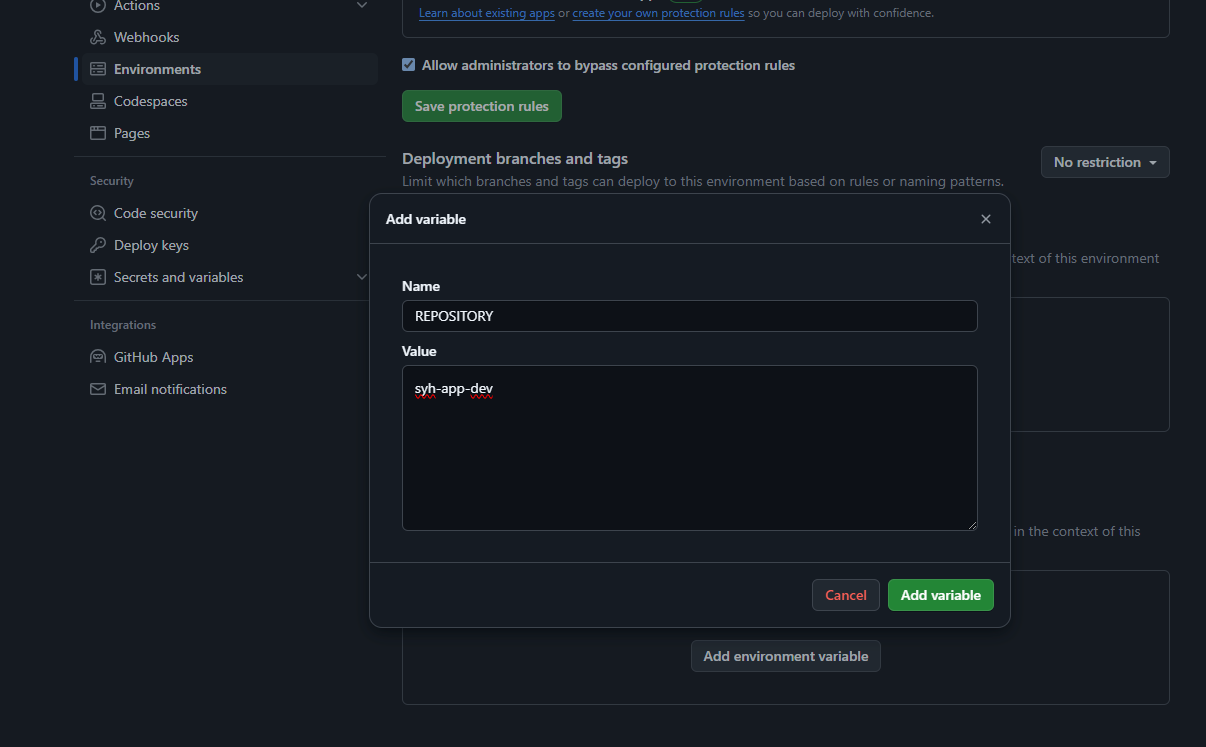 Actions
Learn about existing apps or create your own protection rules so you can deploy with confidence.
Webhooks
Environments
Allow administrators to bypass configured protection rules
Codespaces
Save protection rules
Pages
Deployment branches and tags
No restriction
Limit which branches and tags can deploy to this environment based on rules or naming patterns.
Security
Code security
Deploy keys
Secrets and variables
Integrations
GitHub Apps
Email notifications
Add variable
text of this environment
Name
REPOSITORY
Value
syh-app-dev
in the context of this
Cancel
Add variable
Add environment variable